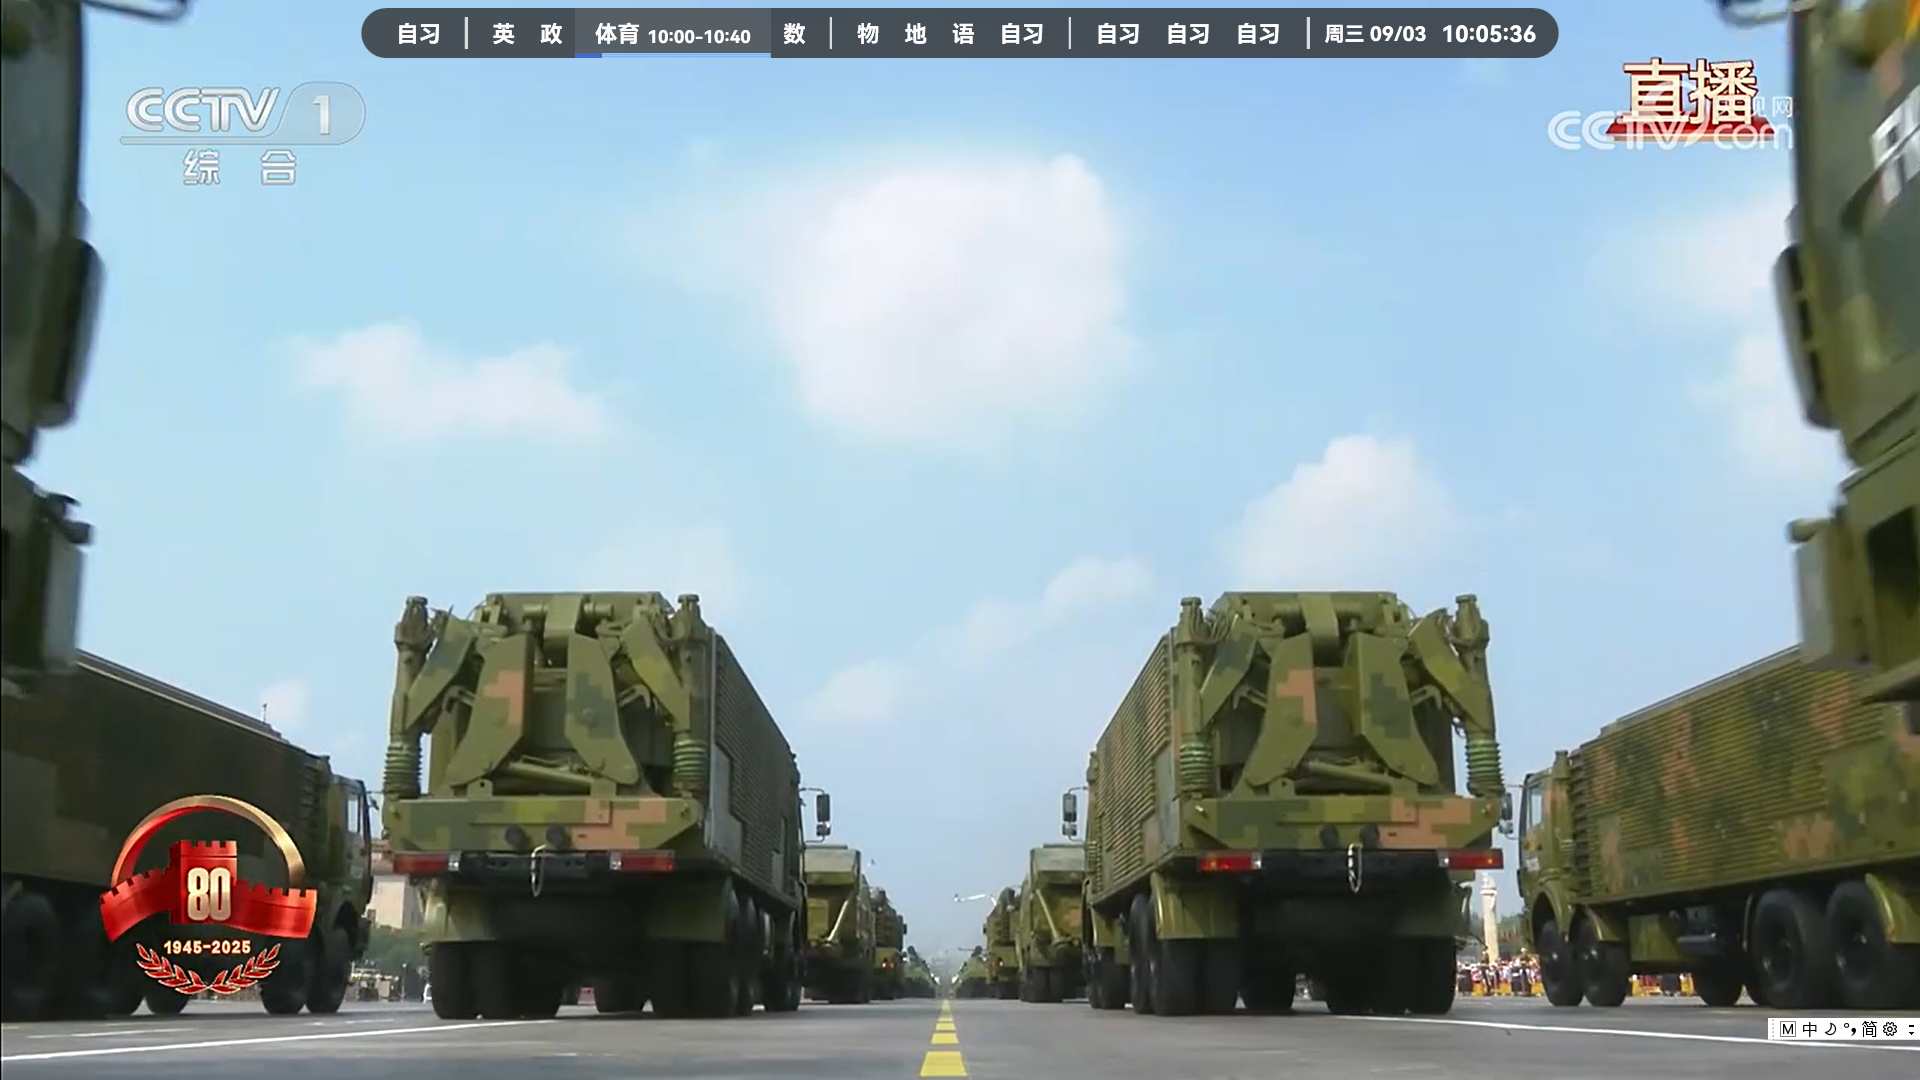 自习 | 英 政 体育 10:00-10:40 数 | 物 地 语 自习 | 自习 自习 自习 | 周三 09/03 10:05:36
CCTV 1
综 合
直播
CCTV.com
80
1945-2025
M 中 简